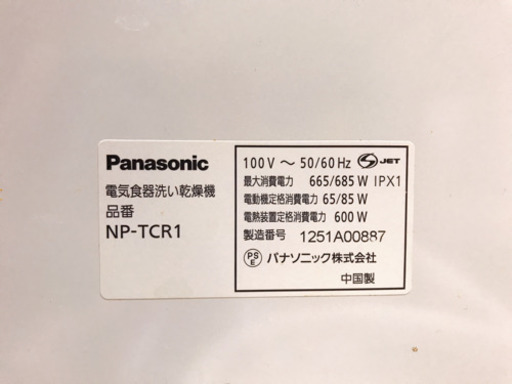 Panasonic
電気食器洗い乾燥機
品番
NP-TCR1
100V ～ 50/60Hz S JET
最大消費電力 665/685W IPX1
電動機定格消費電力 65/85W
電熱装置定格消費電力 600W
製造番号 1251A00887
PSE パナソニック株式会社
中国製